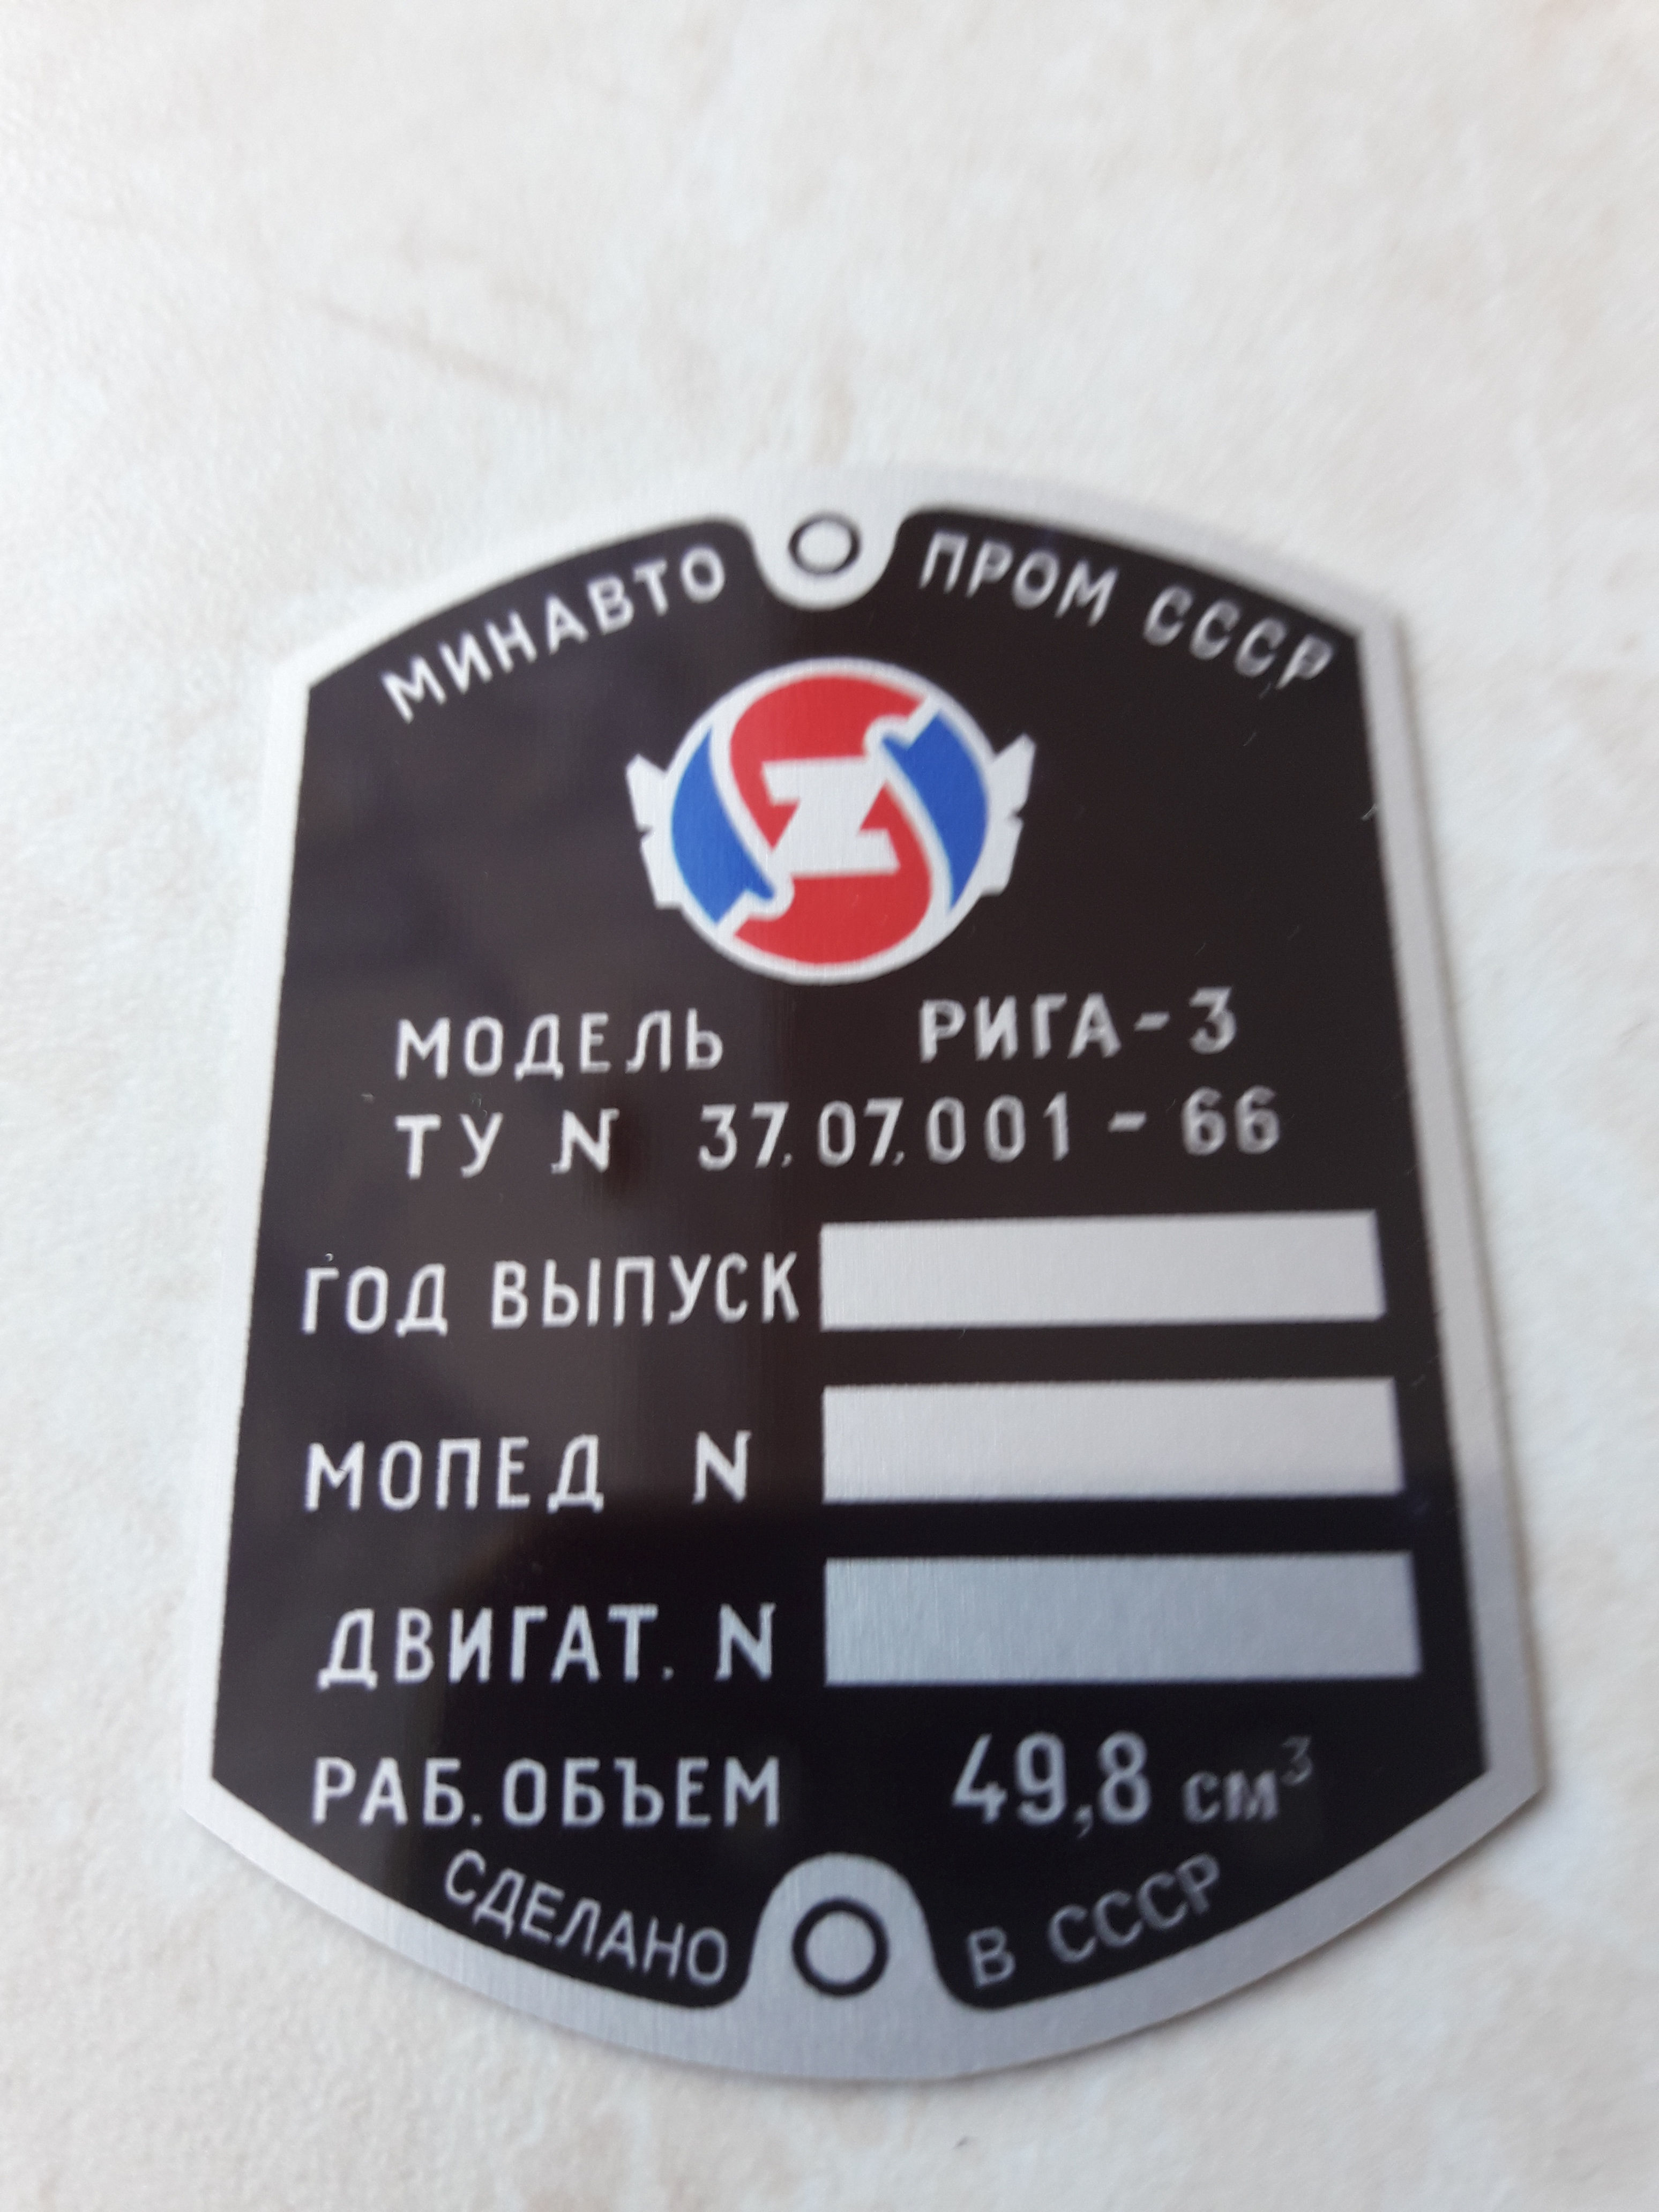 МИНАВТО ПРОМ СССР
Z
МОДЕЛЬ РИГА-3
ТУ N 37.07.001-66
ГОД ВЫПУСК
МОПЕД N
ДВИГАТ. N
РАБ. ОБЪЕМ 49,8 см³
СДЕЛАНО В СССР